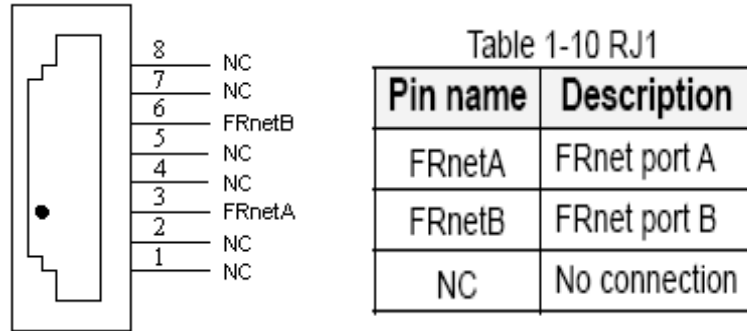 8 NC
7 NC
6 FRnetB
5 NC
4 NC
3 FRnetA
2 NC
1 NC
Table 1-10 RJ1
Pin name Description
FRnetA FRnet port A
FRnetB FRnet port B
NC No connection